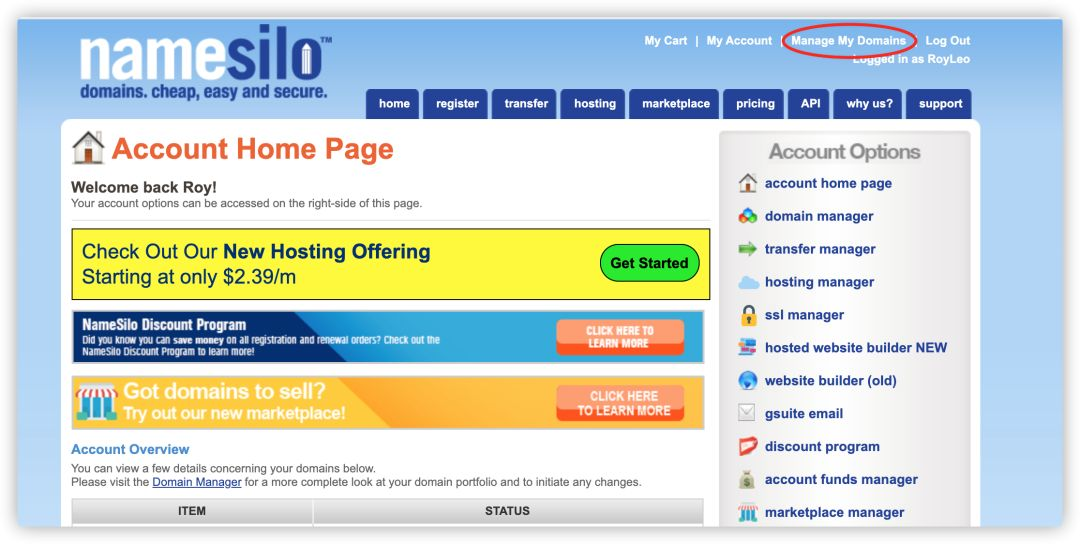 namesilo™
domains. cheap, easy and secure.
My Cart | My Account | Manage My Domains | Log Out
Logged in as RoyLeo
home register transfer hosting marketplace pricing API why us? support
Account Home Page
Welcome back Roy!
Your account options can be accessed on the right-side of this page.
Check Out Our New Hosting Offering
Starting at only $2.39/m
Get Started
NameSilo Discount Program
Did you know you can save money on all registration and renewal orders? Check out the
NameSilo Discount Program to learn more!
CLICK HERE TO
LEARN MORE
Got domains to sell?
Try out our new marketplace!
CLICK HERE
TO LEARN MORE
Account Overview
You can view a few details concerning your domains below.
Please visit the Domain Manager for a more complete look at your domain portfolio and to initiate any changes.
ITEM STATUS
Account Options
account home page
domain manager
transfer manager
hosting manager
ssl manager
hosted website builder NEW
website builder (old)
gsuite email
discount program
account funds manager
marketplace manager